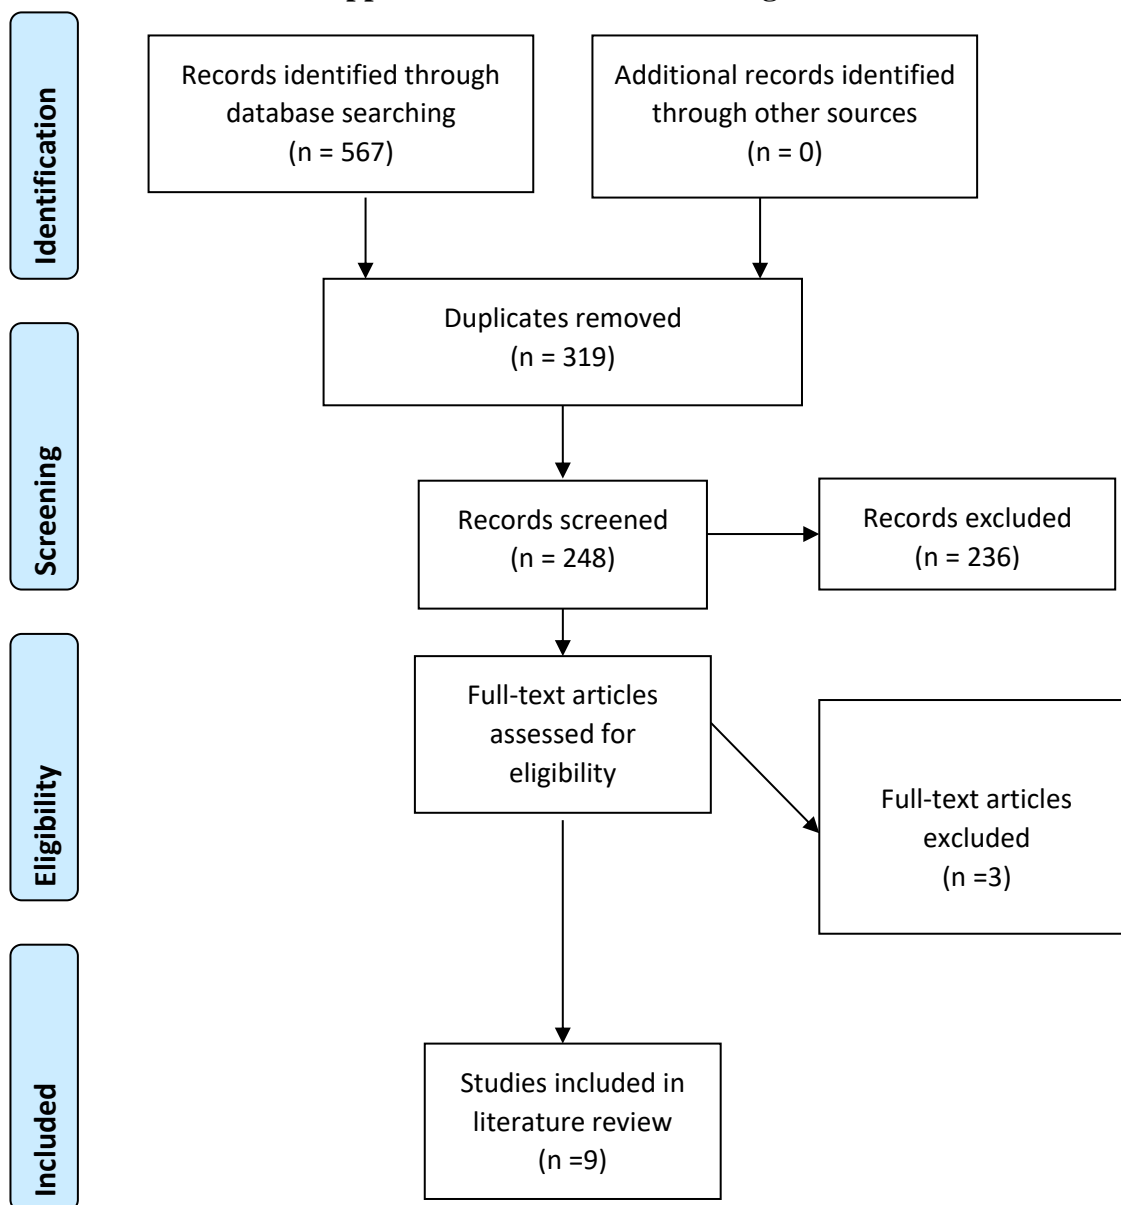 Identification
Records identified through
database searching
(n = 567)
Additional records identified
through other sources
(n = 0)
Duplicates removed
(n = 319)
Screening
Records screened
(n = 248)
Records excluded
(n = 236)
Eligibility
Full-text articles
assessed for
eligibility
Full-text articles
excluded
(n =3)
Included
Studies included in
literature review
(n =9)